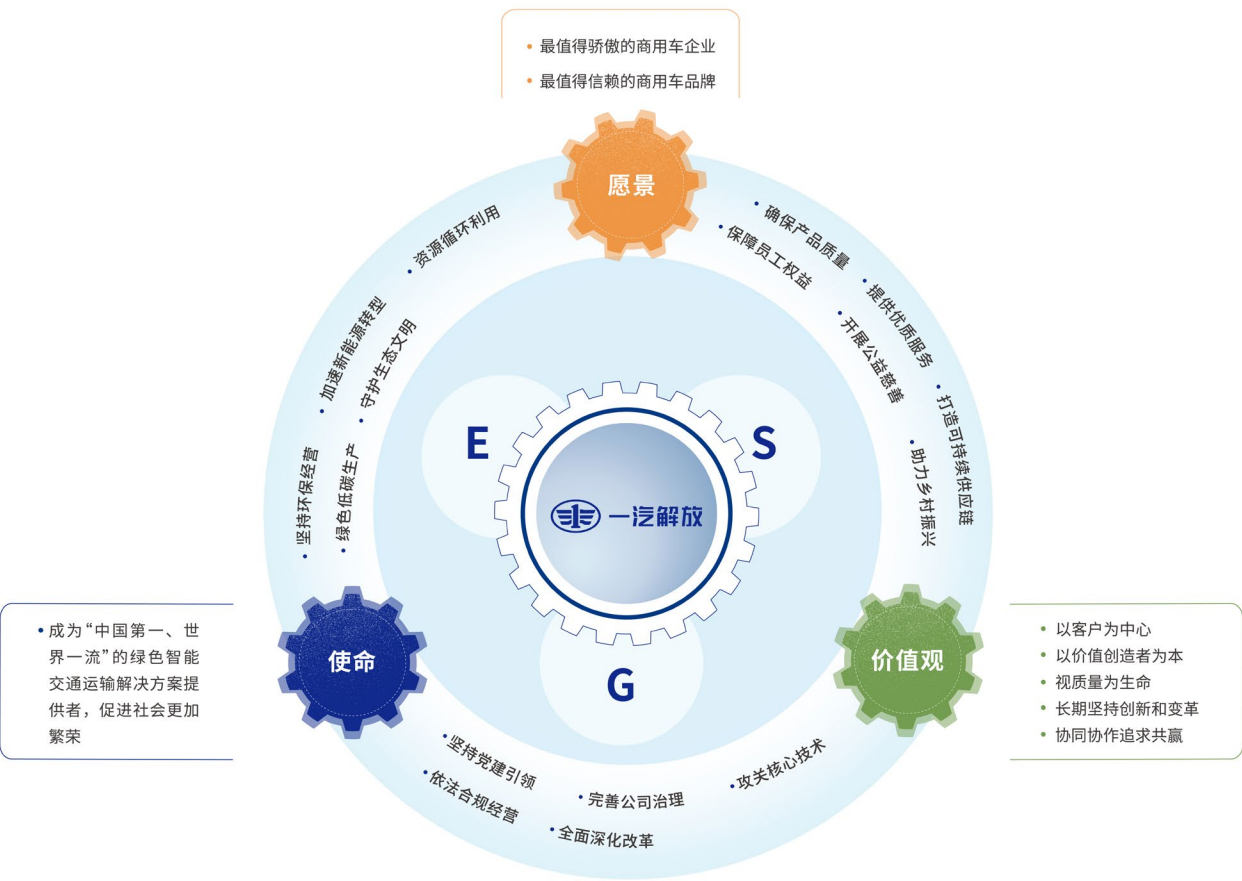 最值得骄傲的商用车企业
最值得信赖的商用车品牌
愿景
资源循环利用
加速新能源转型
守护生态文明
坚持环保经营
绿色低碳生产
确保产品质量
保障员工权益
提供优质服务
开展公益慈善
打造可持续供应链
助力乡村振兴
E
S
一汽解放
G
使命
成为“中国第一、世
界一流”的绿色智能
交通运输解决方案提
供者，促进社会更加
繁荣
价值观
以客户为中心
以价值创造者为本
视质量为生命
长期坚持创新和变革
协同协作追求共赢
坚持党建引领
依法合规经营
完善公司治理
全面深化改革
攻关核心技术